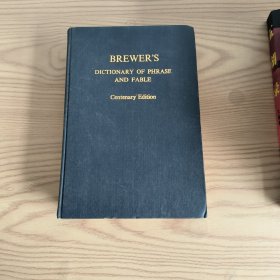 BREWER'S
DICTIONARY OF PHRASE
AND FABLE
Centenary Edition